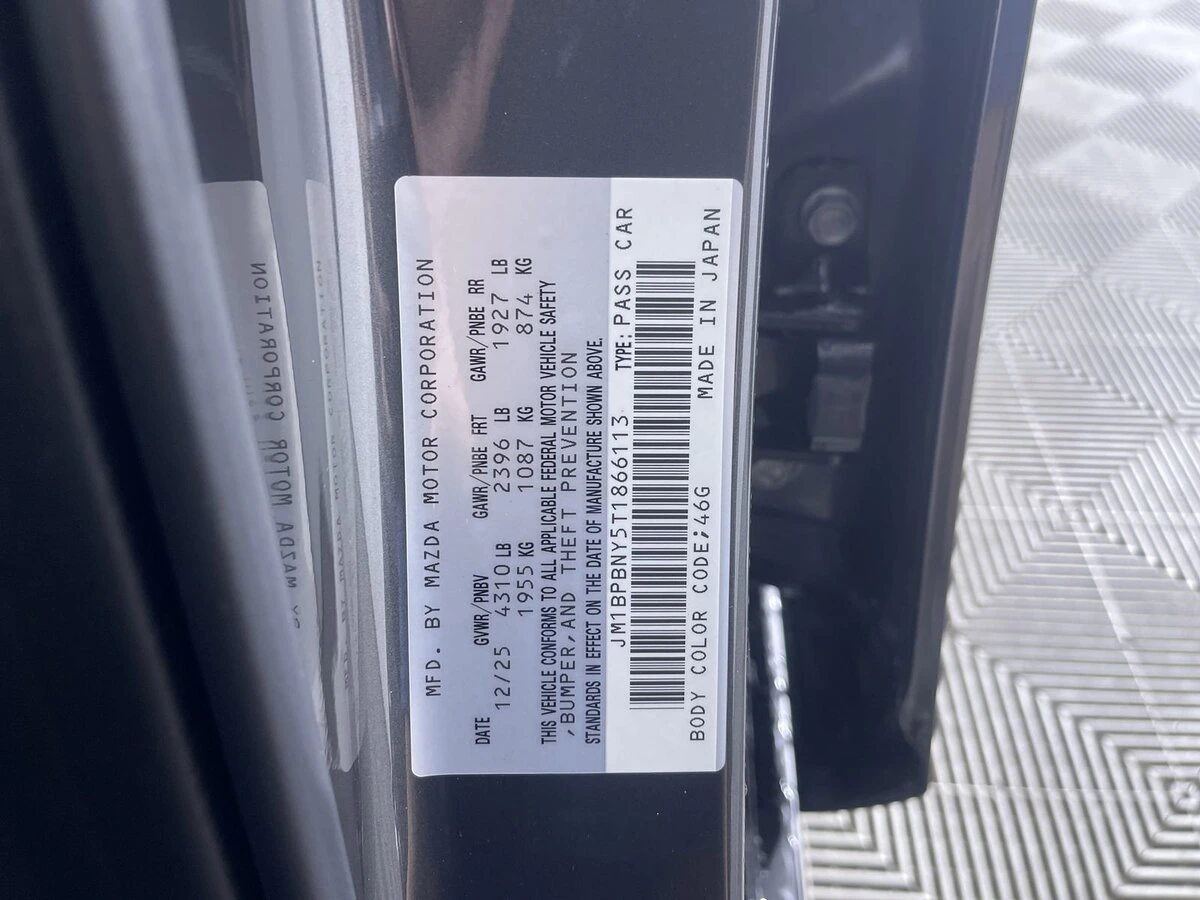 MFD. BY MAZDA MOTOR CORPORATION
DATE GVWR/PNBV GAWR/PNBE FRT GAWR/PNBE RR
12/25 4310 LB 2396 LB 1927 LB
1955 KG 1087 KG 874 KG
THIS VEHICLE CONFORMS TO ALL APPLICABLE FEDERAL MOTOR VEHICLE SAFETY
,BUMPER,AND THEFT PREVENTION
STANDARDS IN EFFECT ON THE DATE OF MANUFACTURE SHOWN ABOVE.
JM1BPBNY5T1866113 TYPE: PASS CAR
BODY COLOR CODE;46G MADE IN JAPAN